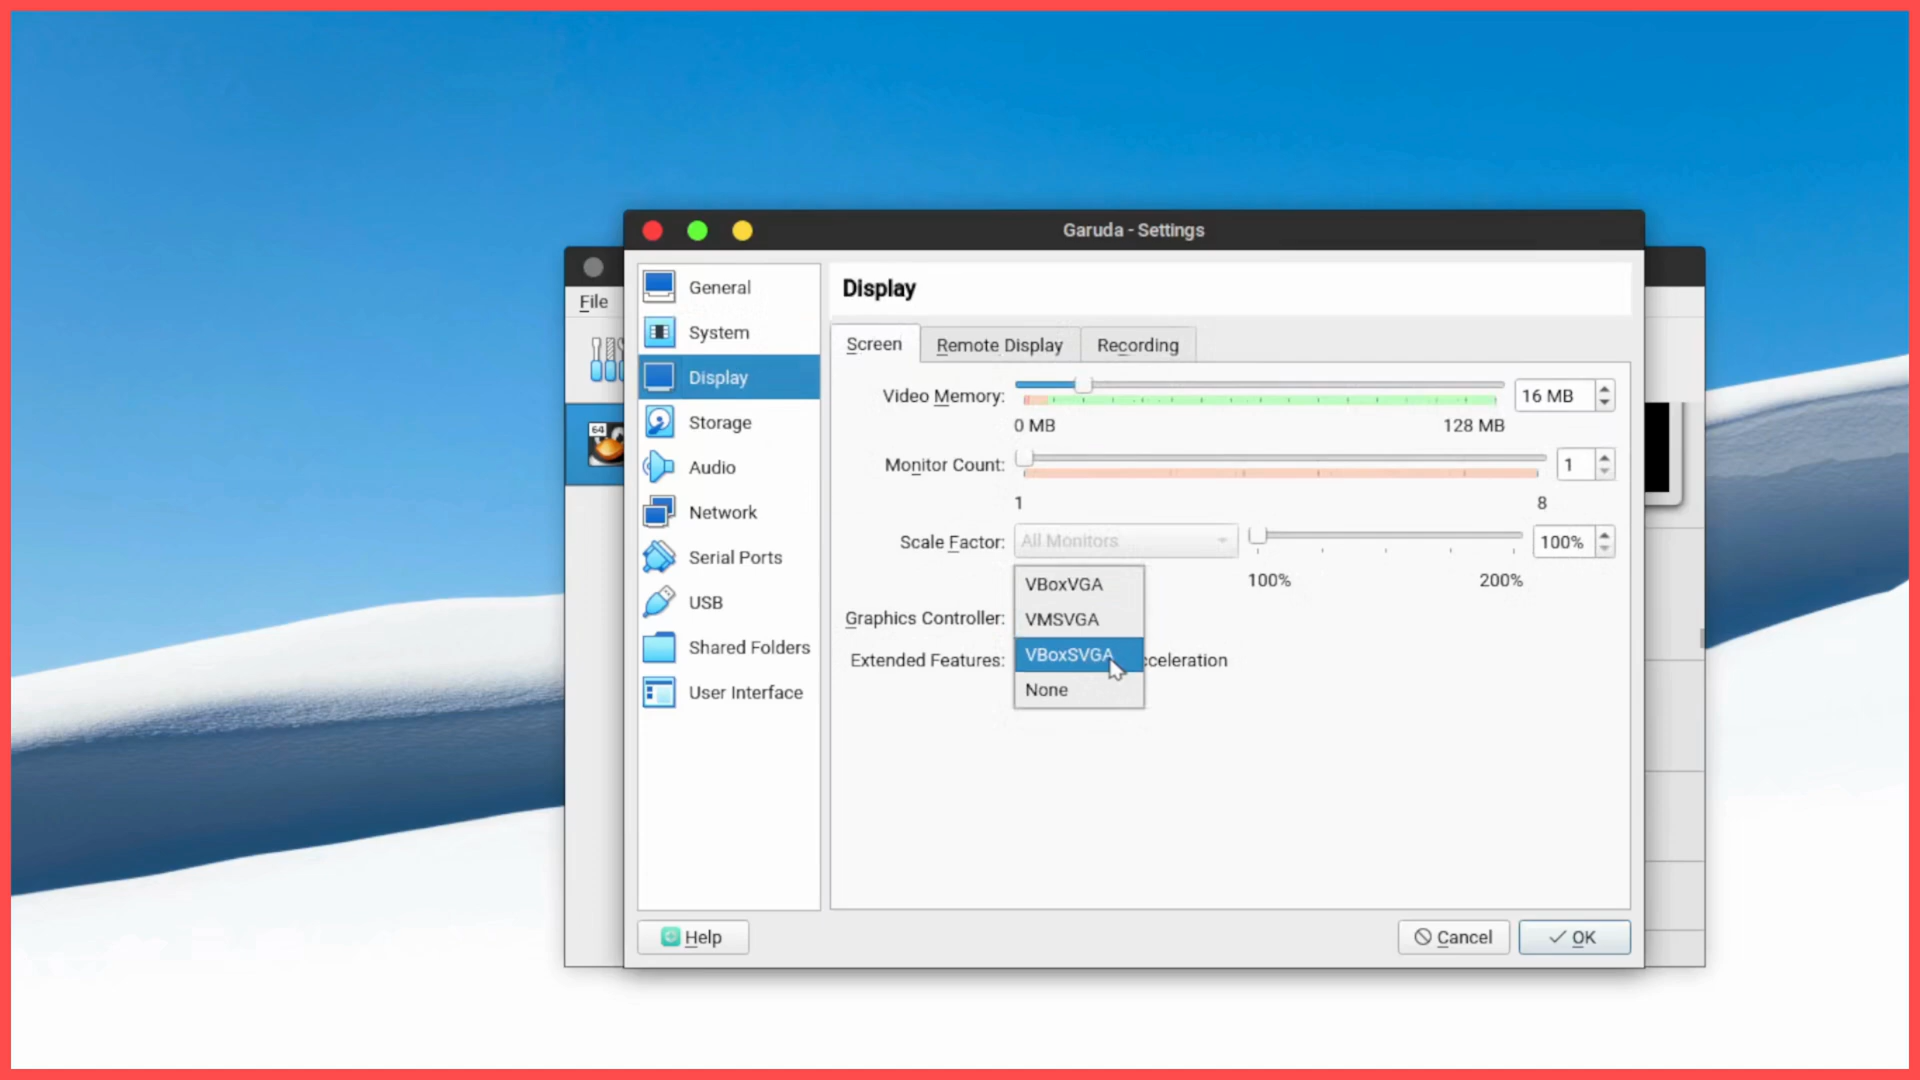 Garuda - Settings
File
General
System
Display
Storage
Audio
Network
Serial Ports
USB
Shared Folders
User Interface
64
Display
Screen
Remote Display
Recording
Video Memory:
16 MB
0 MB
128 MB
Monitor Count:
1
1
8
Scale Factor:
All Monitors
100%
100%
200%
Graphics Controller:
VBoxVGA
VMSVGA
VBoxSVGA
None
Extended Features:
cceleration
Help
Cancel
OK